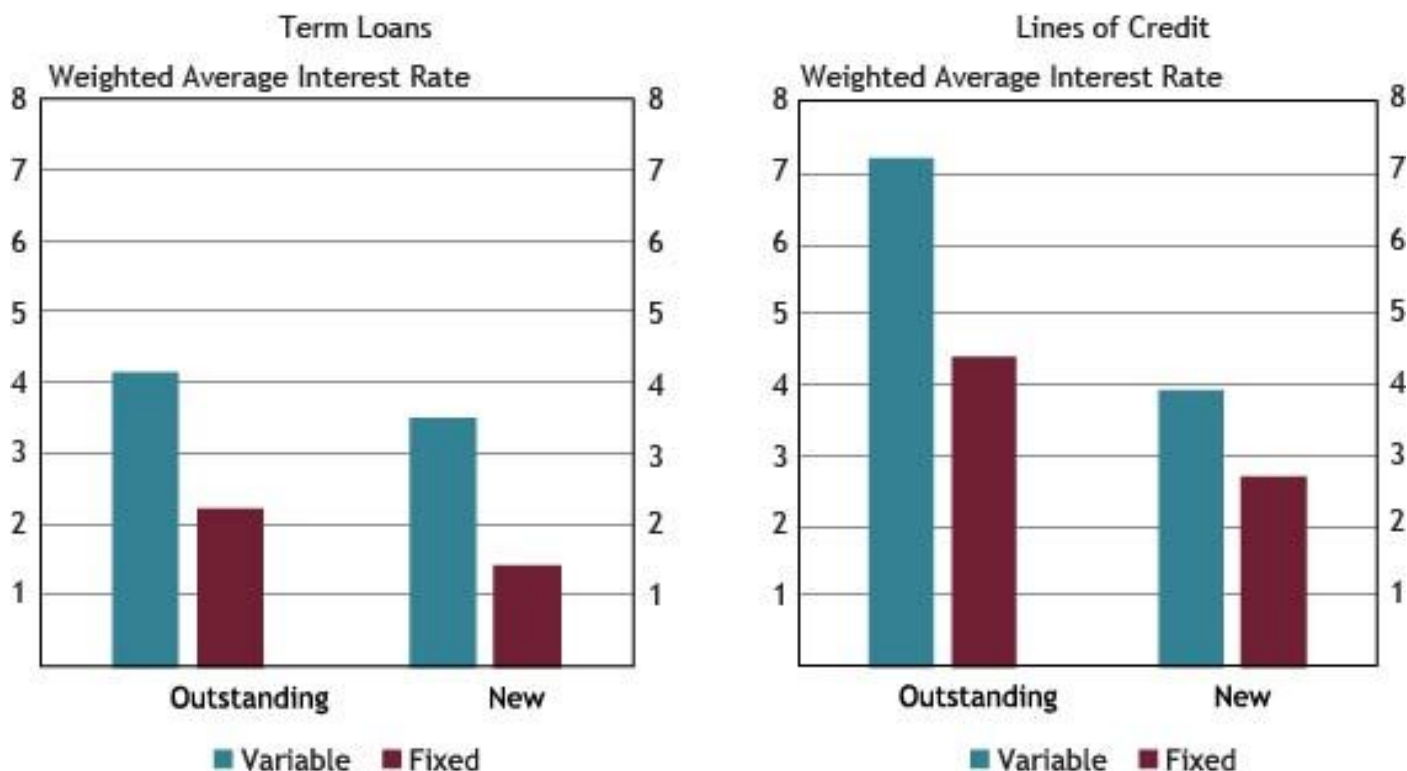 Term Loans
Weighted Average Interest Rate
8 8
7 7
6 6
5 5
4 4
3 3
2 2
1 1
Outstanding New
Variable Fixed
Lines of Credit
Weighted Average Interest Rate
8 8
7 7
6 6
5 5
4 4
3 3
2 2
1 1
Outstanding New
Variable Fixed